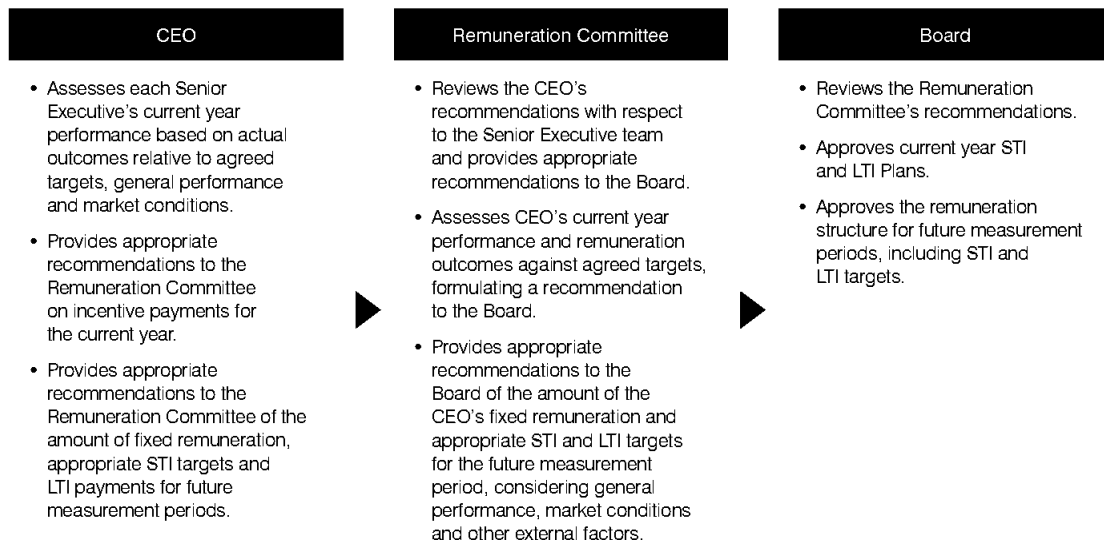 CEO
• Assesses each Senior
Executive's current year
performance based on actual
outcomes relative to agreed
targets, general performance
and market conditions.
• Provides appropriate
recommendations to the
Remuneration Committee
on incentive payments for
the current year.
• Provides appropriate
recommendations to the
Remuneration Committee of the
amount of fixed remuneration,
appropriate STI targets and
LTI payments for future
measurement periods.
Remuneration Committee
• Reviews the CEO's
recommendations with respect
to the Senior Executive team
and provides appropriate
recommendations to the Board.
• Assesses CEO's current year
performance and remuneration
outcomes against agreed targets,
formulating a recommendation
to the Board.
• Provides appropriate
recommendations to the
Board of the amount of the
CEO's fixed remuneration and
appropriate STI and LTI targets
for the future measurement
period, considering general
performance, market conditions
and other external factors.
Board
• Reviews the Remuneration
Committee's recommendations.
• Approves current year STI
and LTI Plans.
• Approves the remuneration
structure for future measurement
periods, including STI and
LTI targets.